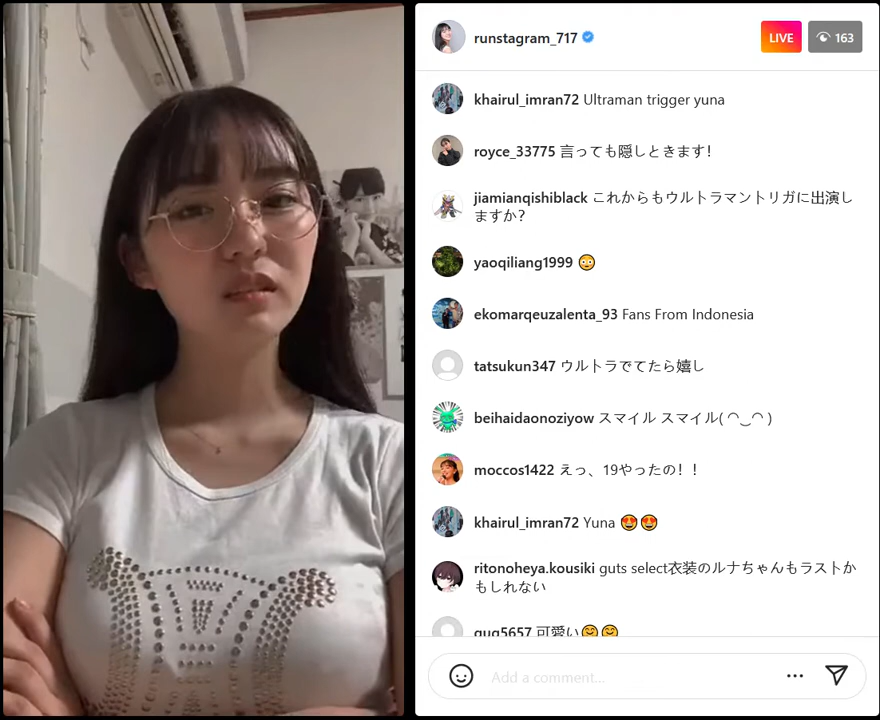 runstagram_717
LIVE
163
khairul_imran72 Ultraman trigger yuna
royce_33775 言っても隠しときます!
jiamianqishiblack これからもウルトラマントリガに出演し
ますか?
yaoqiliang1999 😳
ekomarqeuzalenta_93 Fans From Indonesia
tatsukun347 ウルトラでてたら嬉し
beihaidaonoziyow スマイル スマイル( ◠‿◠ )
moccos1422 えっ、19やったの！！
khairul_imran72 Yuna 😍😍
ritonoheya.kousiki guts select衣装のルナちゃんもラストか
もしれない
gug5657 可愛い🤗🤗
Add a comment...